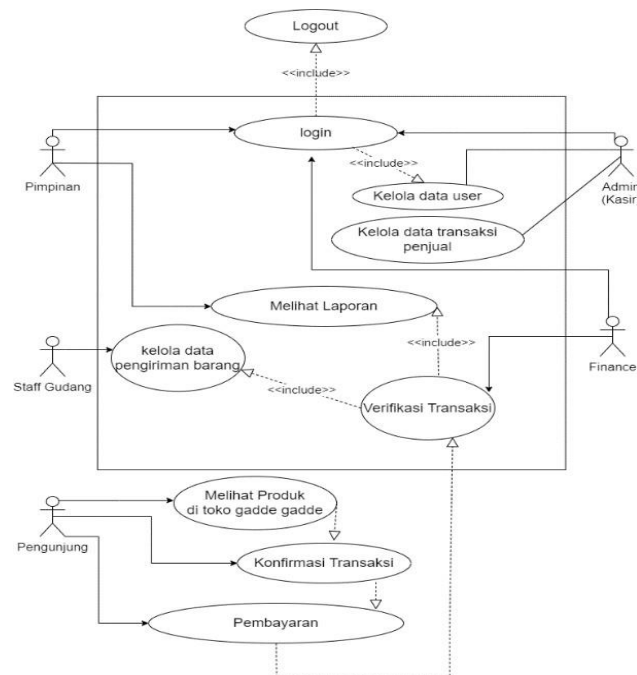 Logout
<<include>>
login
<<include>>
Pimpinan
Kelola data user
Admin
(Kasir
Kelola data transaksi
penjual
Melihat Laporan
<<include>>
kelola data
pengiriman barang
Staff Gudang
<<include>>
Verifikasi Transaksi
Finance
Melihat Produk
di toko gadde gadde
Pengunjung
Konfirmasi Transaksi
Pembayaran